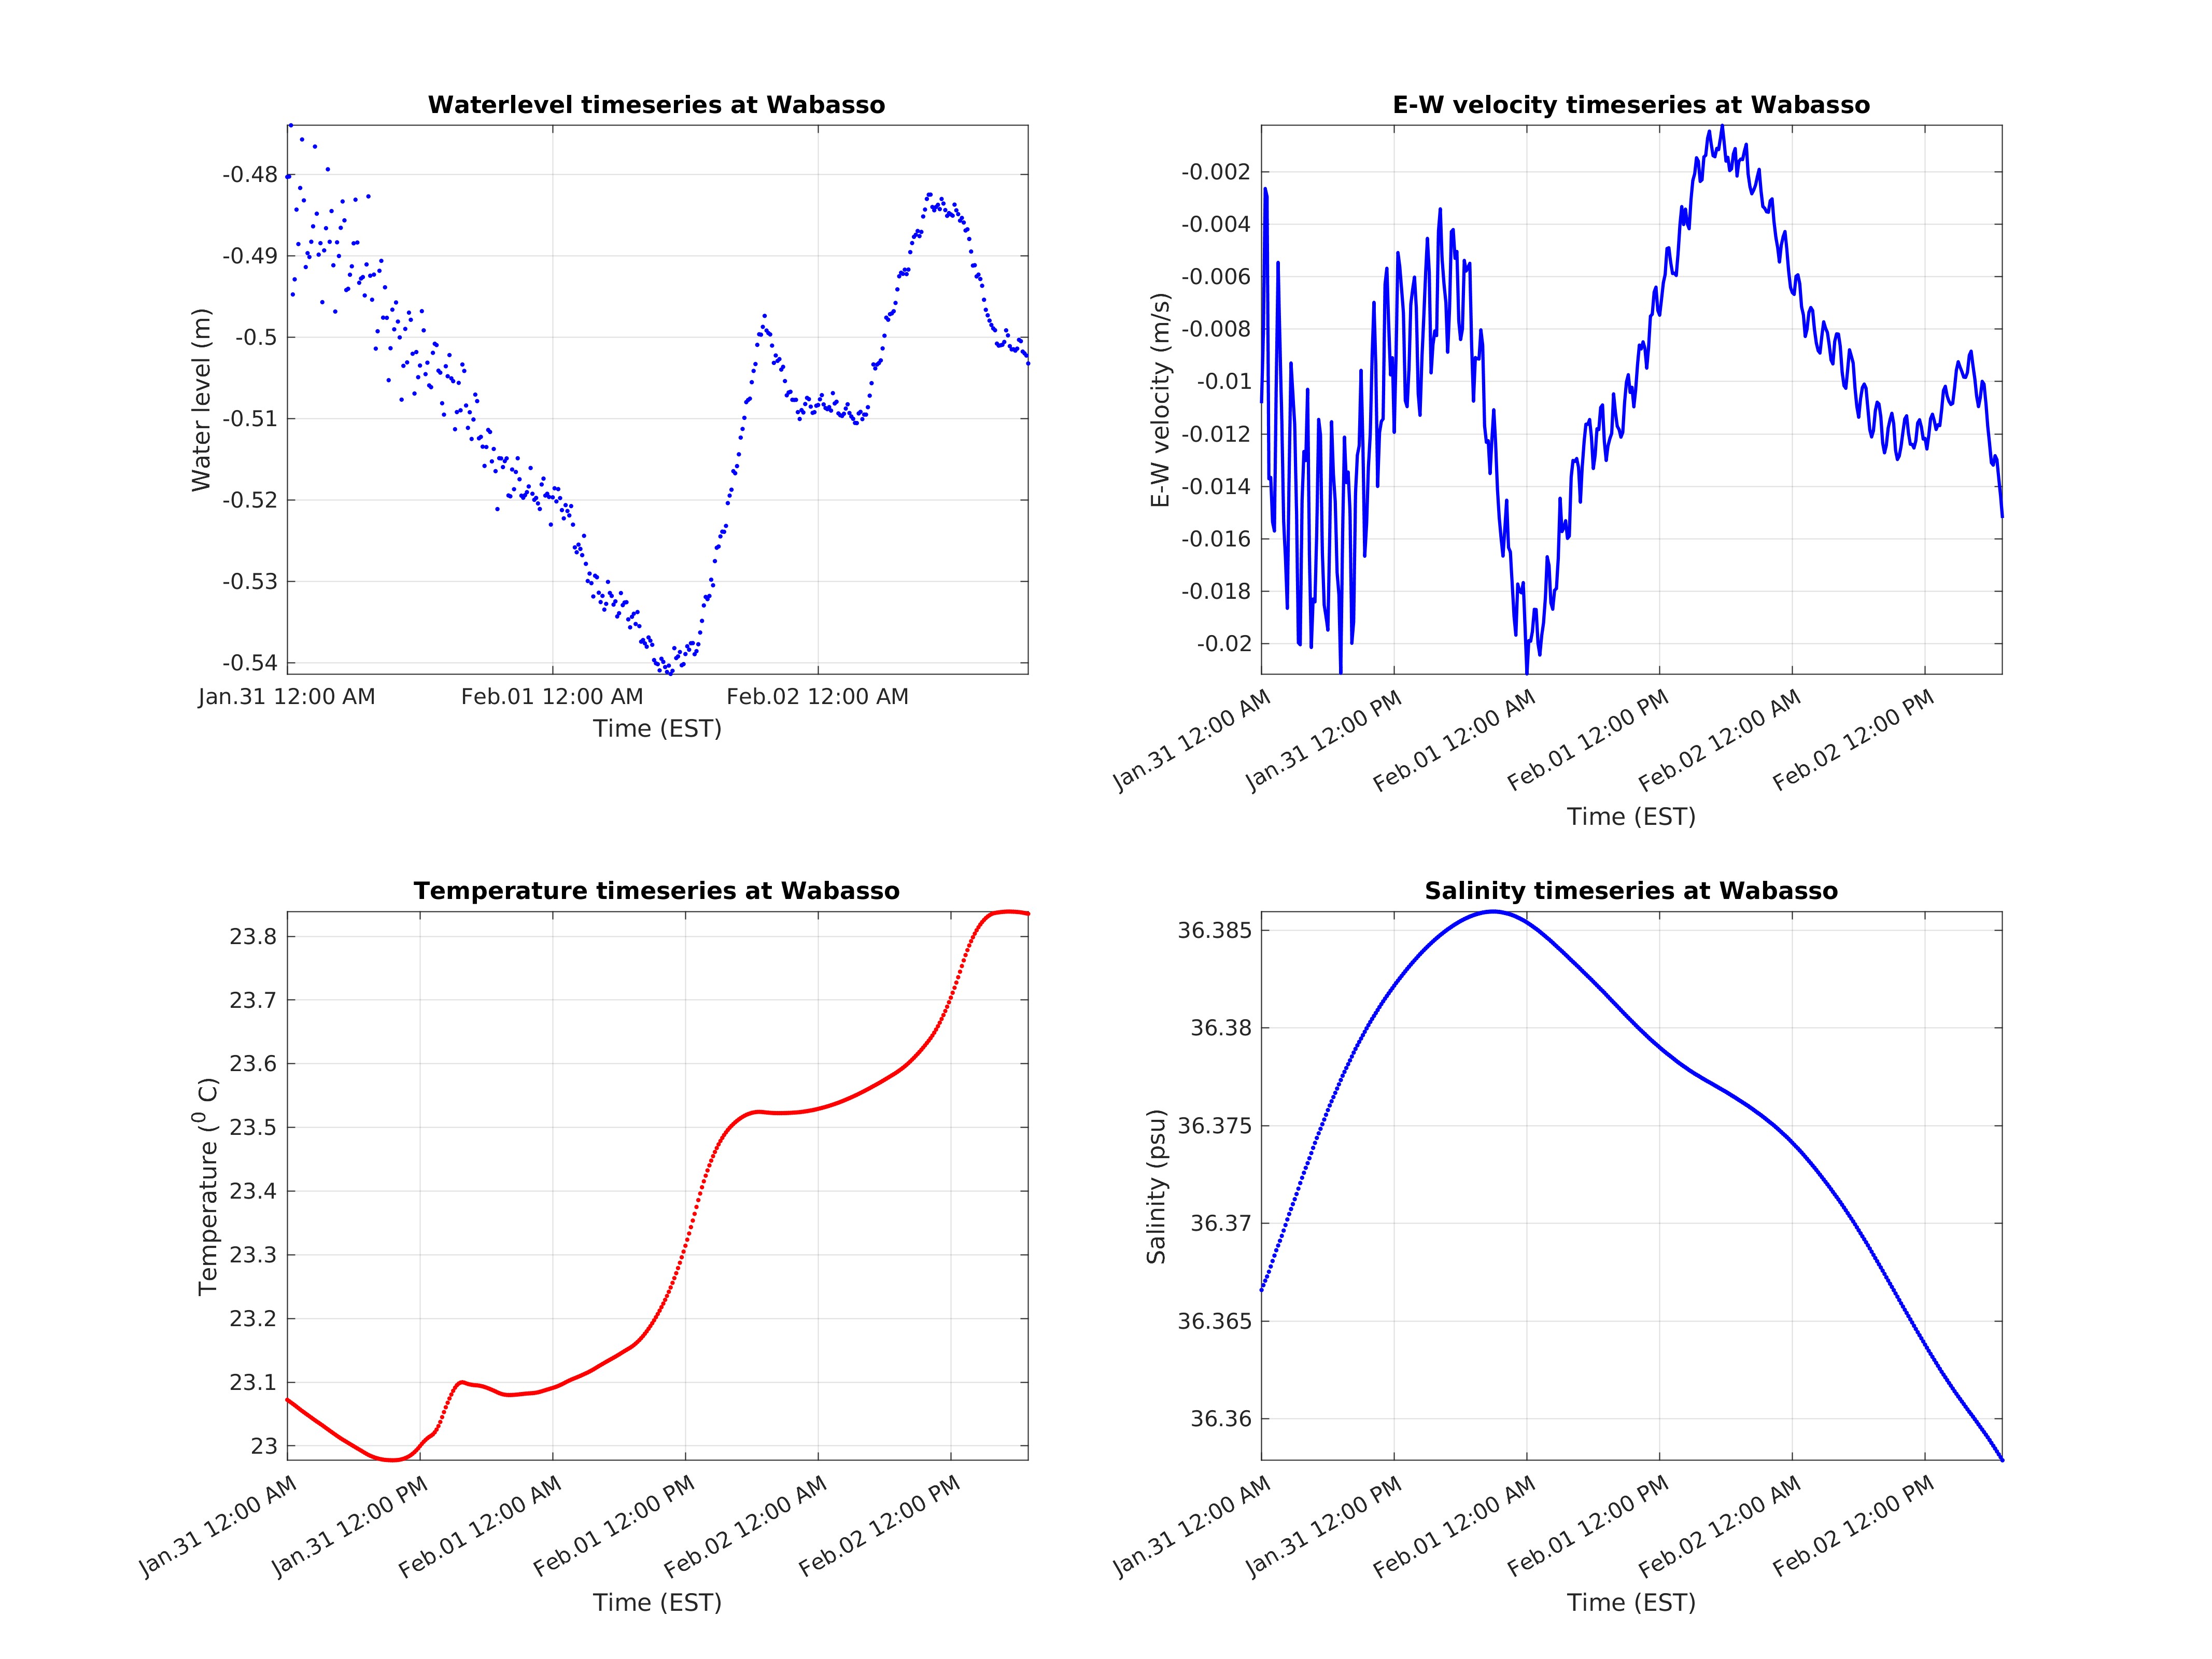 Waterlevel timeseries at Wabasso
Water level (m)
-0.48
-0.49
-0.5
-0.51
-0.52
-0.53
-0.54
Jan.31 12:00 AM
Feb.01 12:00 AM
Feb.02 12:00 AM
Time (EST)
E-W velocity timeseries at Wabasso
E-W velocity (m/s)
-0.002
-0.004
-0.006
-0.008
-0.01
-0.012
-0.014
-0.016
-0.018
-0.02
Jan.31 12:00 AM
Jan.31 12:00 PM
Feb.01 12:00 AM
Feb.01 12:00 PM
Feb.02 12:00 AM
Feb.02 12:00 PM
Time (EST)
Temperature timeseries at Wabasso
Temperature (⁰ C)
23.8
23.7
23.6
23.5
23.4
23.3
23.2
23.1
23
Jan.31 12:00 AM
Jan.31 12:00 PM
Feb.01 12:00 AM
Feb.01 12:00 PM
Feb.02 12:00 AM
Feb.02 12:00 PM
Time (EST)
Salinity timeseries at Wabasso
Salinity (psu)
36.385
36.38
36.375
36.37
36.365
36.36
Jan.31 12:00 AM
Jan.31 12:00 PM
Feb.01 12:00 AM
Feb.01 12:00 PM
Feb.02 12:00 AM
Feb.02 12:00 PM
Time (EST)